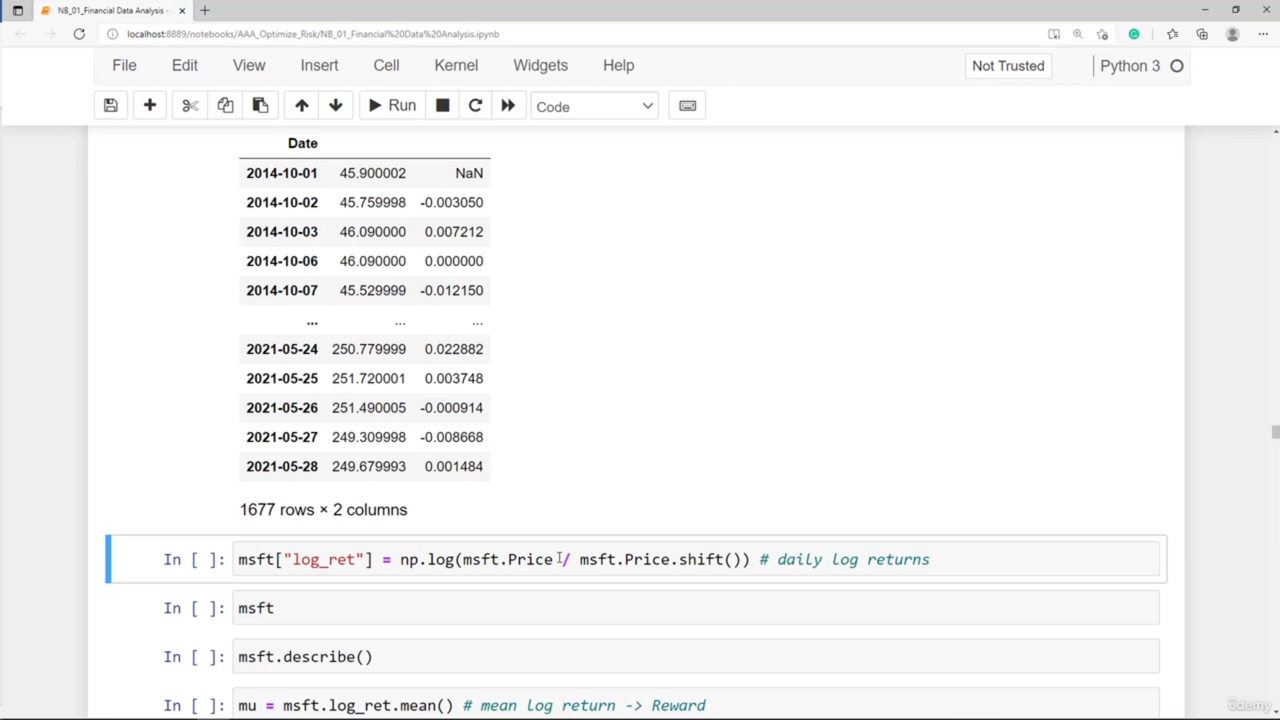 NB_01_Financial Data Analysis -
localhost:8889/notebooks/AAA_Optimize_Risk/NB_01_Financial%20Data%20Analysis.ipynb
File Edit View Insert Cell Kernel Widgets Help Not Trusted Python 3
Run Code
Date
2014-10-01 45.900002 NaN
2014-10-02 45.759998 -0.003050
2014-10-03 46.090000 0.007212
2014-10-06 46.090000 0.000000
2014-10-07 45.529999 -0.012150
... ... ...
2021-05-24 250.779999 0.022882
2021-05-25 251.720001 0.003748
2021-05-26 251.490005 -0.000914
2021-05-27 249.309998 -0.008668
2021-05-28 249.679993 0.001484
1677 rows × 2 columns
In [ ]: msft["log_ret"] = np.log(msft.Price / msft.Price.shift()) # daily log returns
In [ ]: msft
In [ ]: msft.describe()
In [ ]: mu = msft.log_ret.mean() # mean log return -> Reward
ûdemy